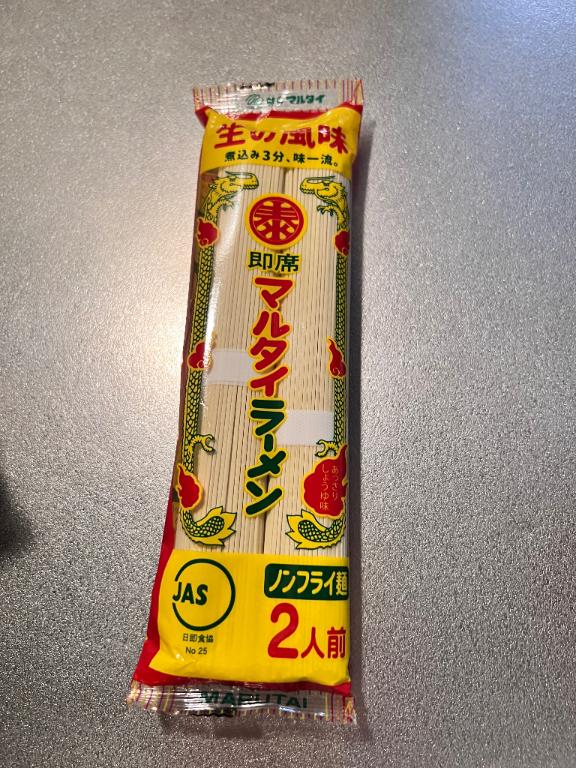 マルタイ
生の風味
煮込み3分、味一流。
泰
即席
マルタイラーメン
あっさり
しょうゆ味
JAS
日即食協
No 25
ノンフライ麺
2人前
MARUTAI